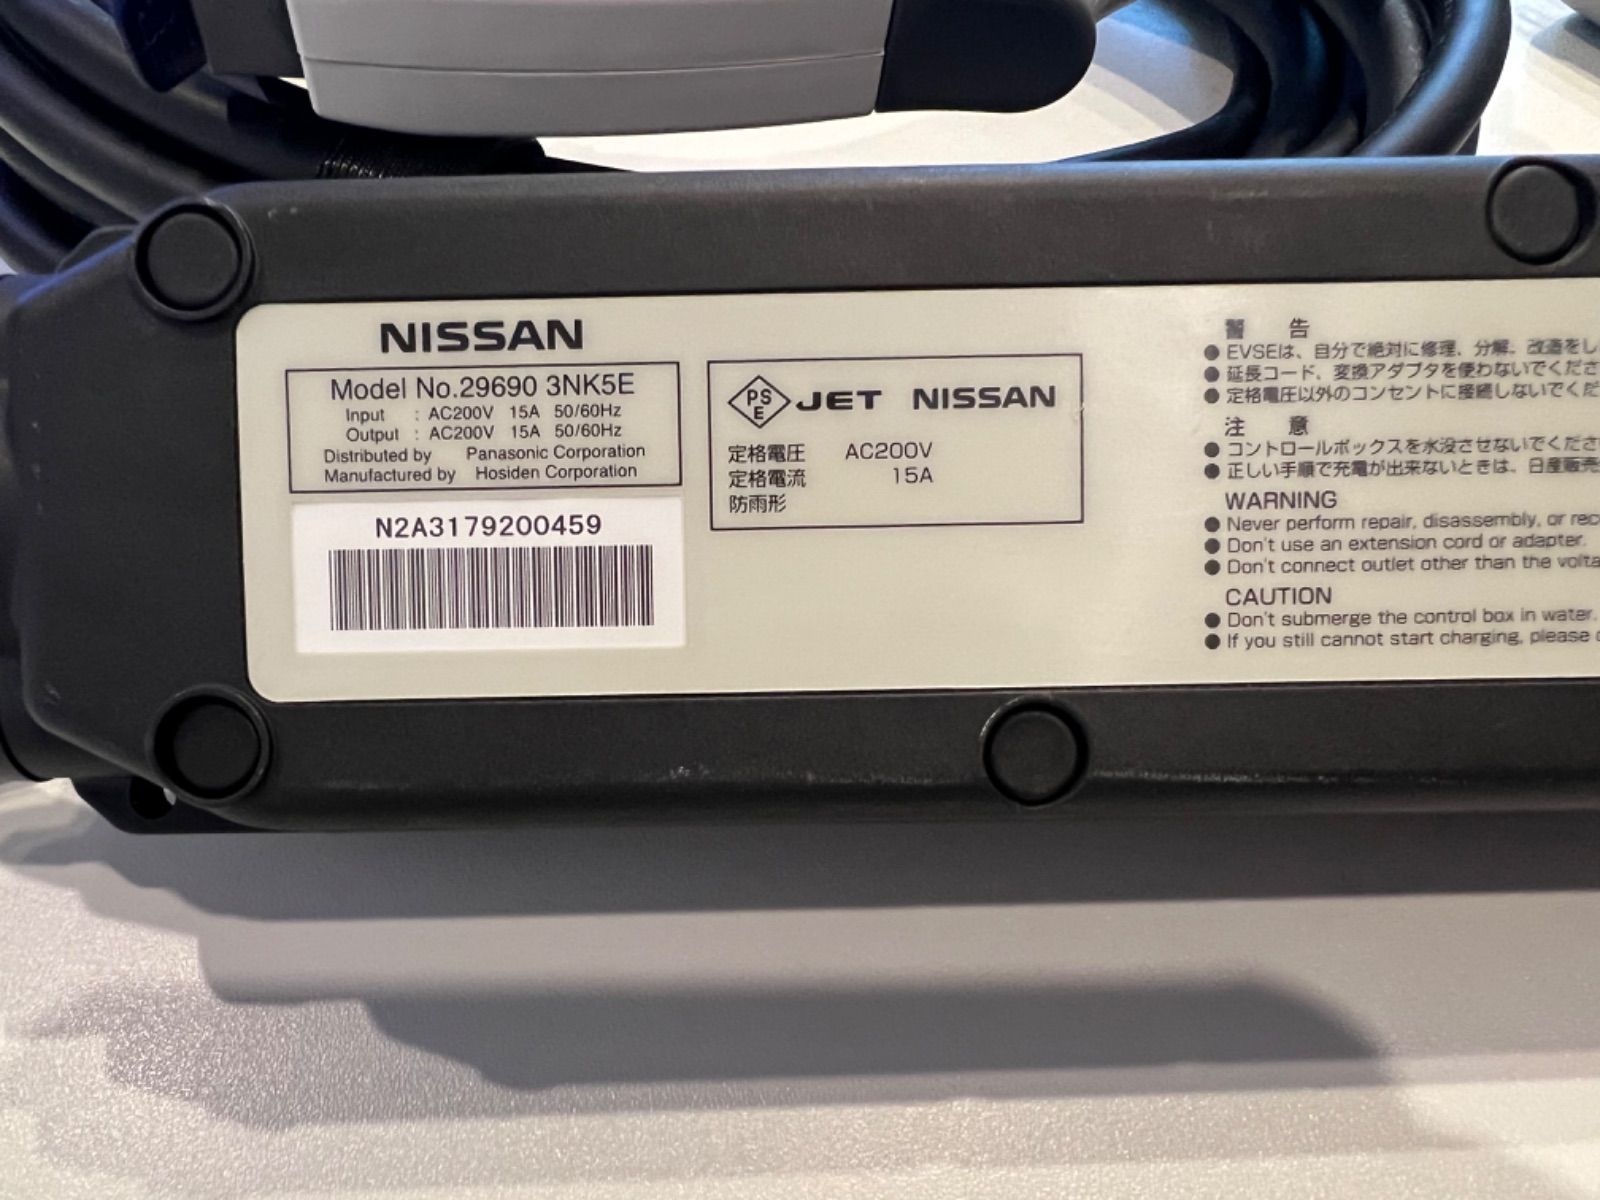 NISSAN
Model No.29690 3NK5E
Input : AC200V 15A 50/60Hz
Output : AC200V 15A 50/60Hz
Distributed by Panasonic Corporation
Manufactured by Hosiden Corporation
N2A3179200459
PS
E
JET NISSAN
定格電圧 AC200V
定格電流 15A
防雨形
警 告
●EVSEは、自分で絶対に修理、分解、改造をし
●延長コード、変換アダプタを使わないでくださ
●定格電圧以外のコンセントに接続しないでくだ
注 意
●コントロールボックスを水没させないでくださ
●正しい手順で充電が出来ないときは、日産販売
WARNING
●Never perform repair, disassembly, or rec
●Don't use an extension cord or adapter.
●Don't connect outlet other than the volta
CAUTION
●Don't submerge the control box in water.
●If you still cannot start charging, please